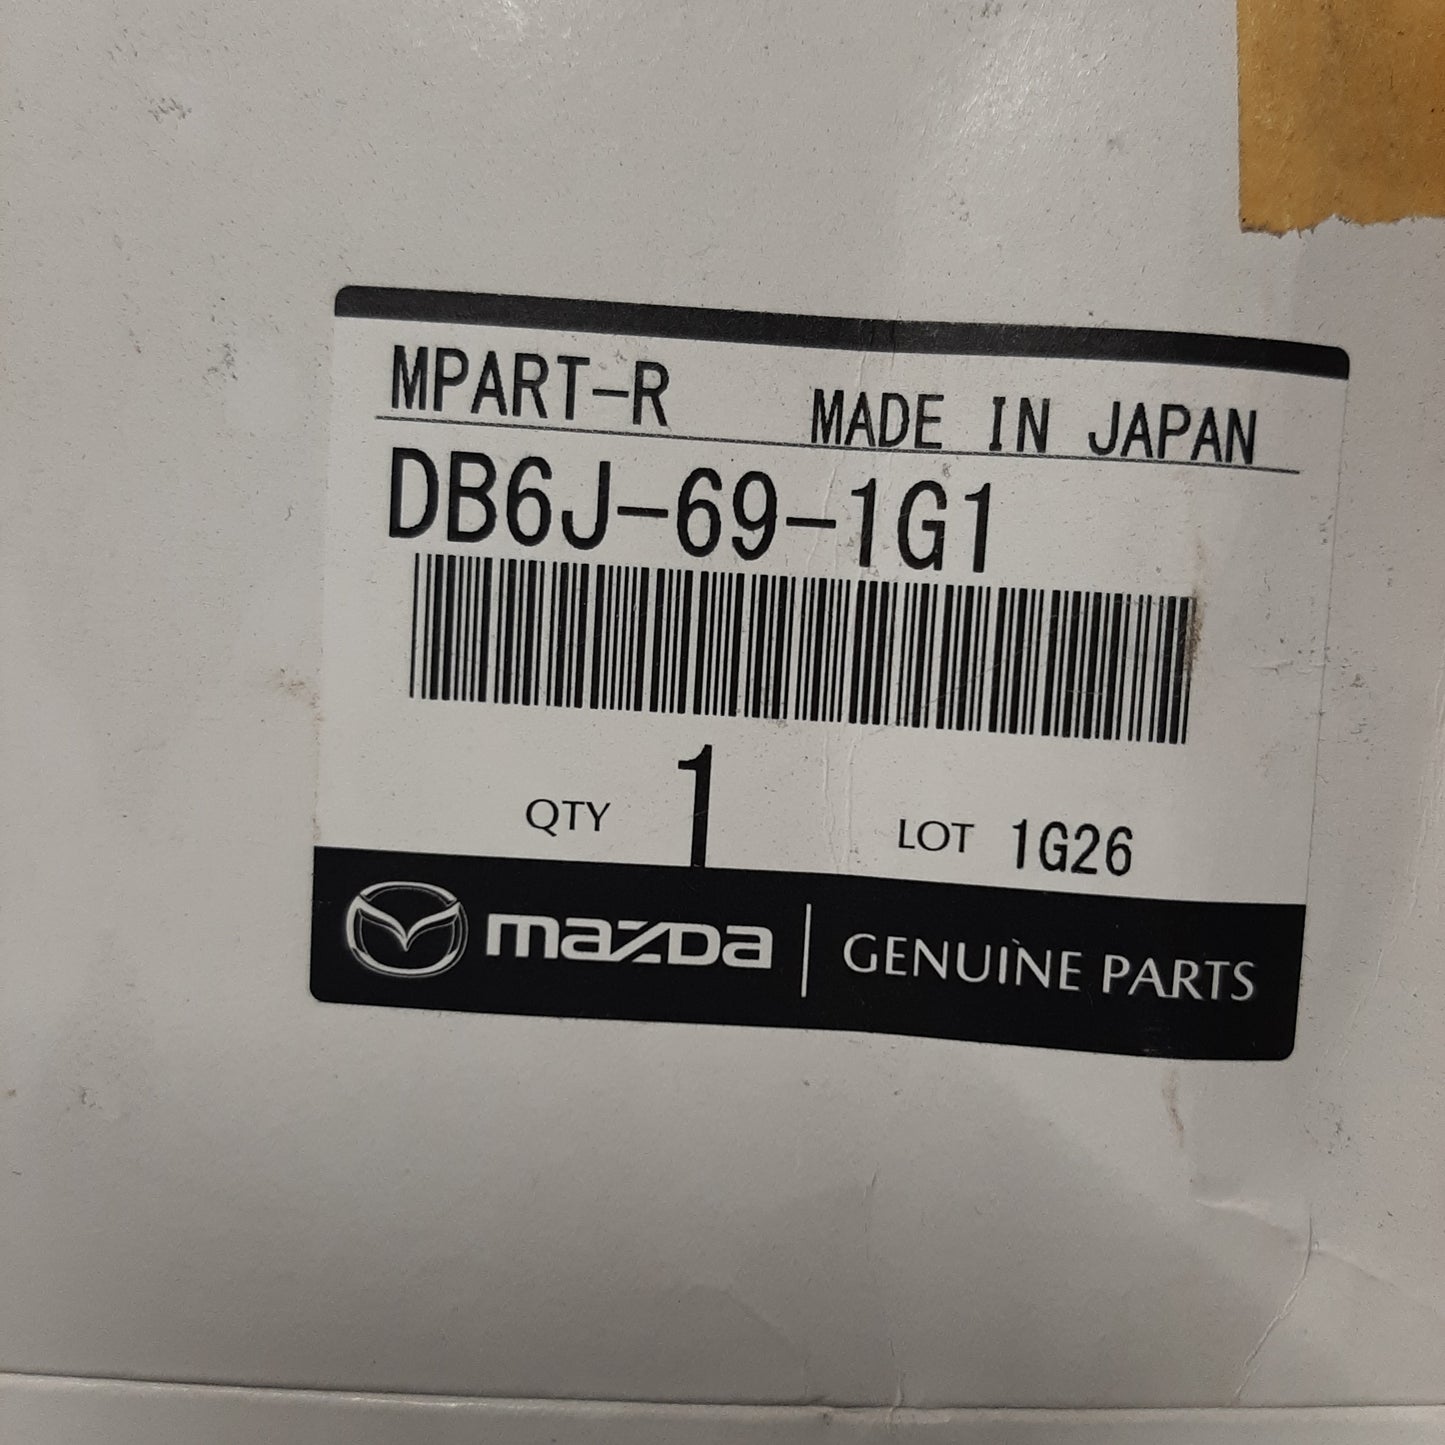 MPART-R MADE IN JAPAN
DB6J-69-1G1
QTY 1 LOT 1G26
mazda GENUINE PARTS